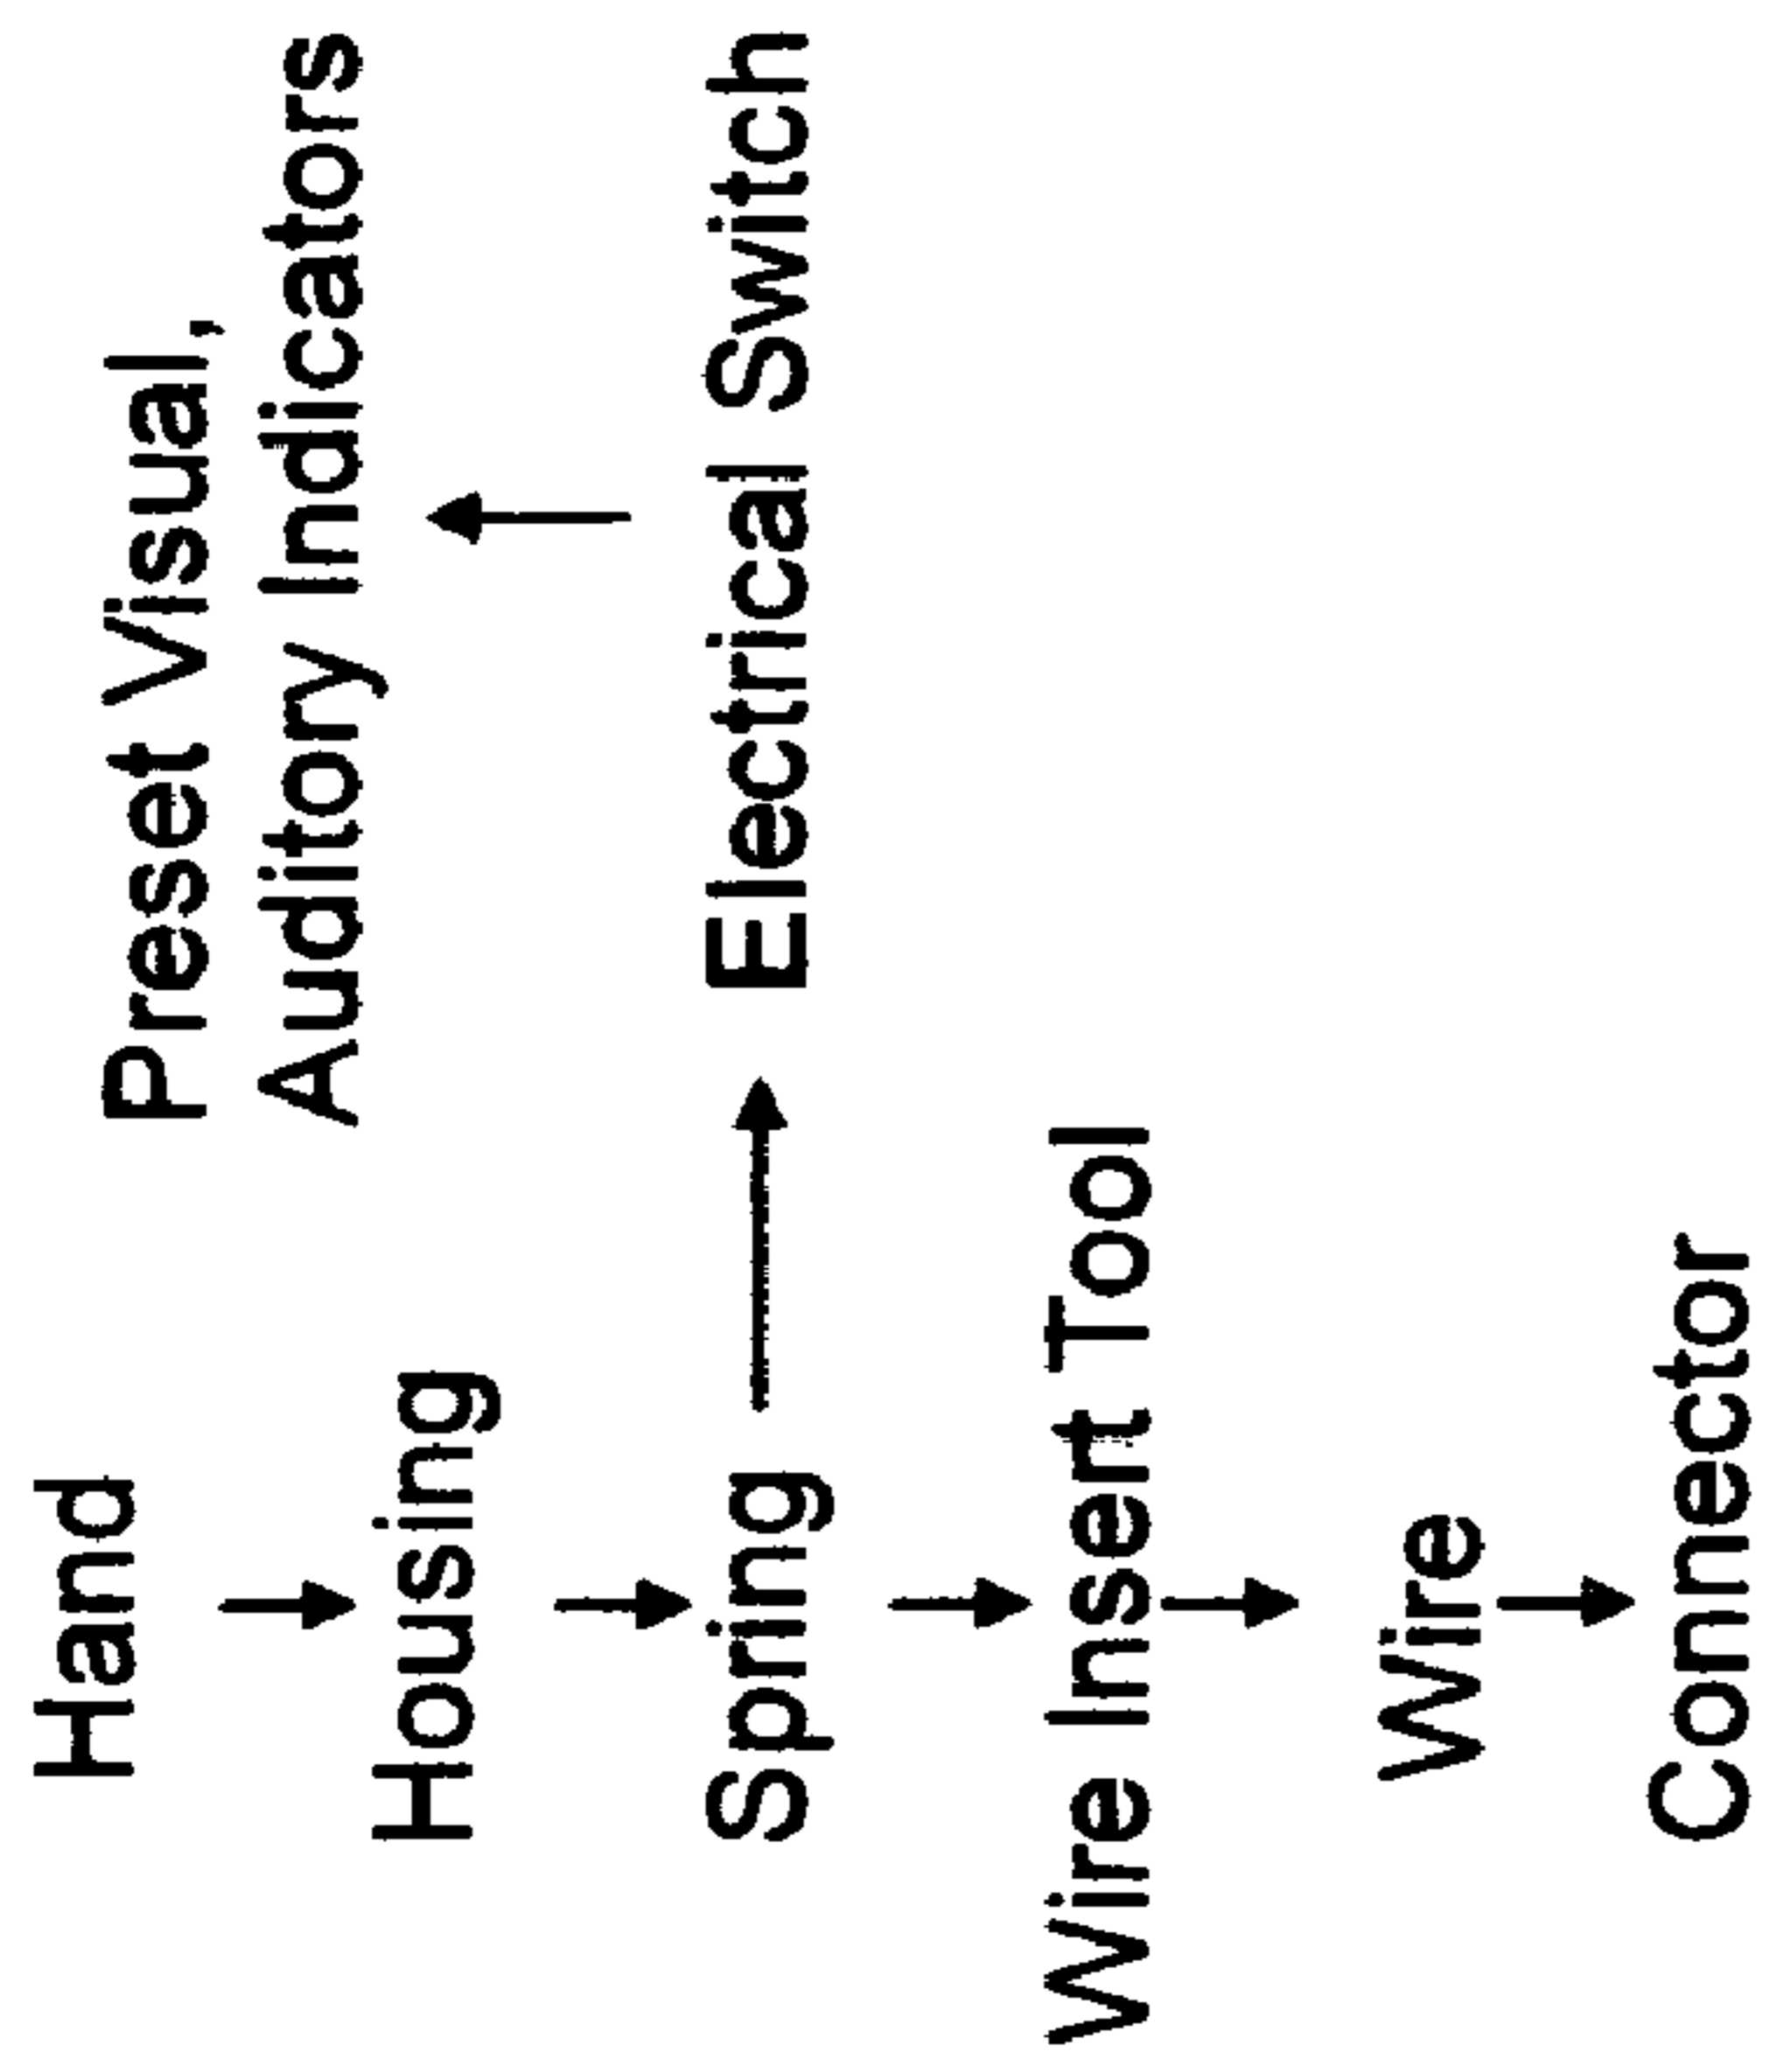 Hand
Housing
Spring
Wire Insert Tool
Wire
Connector
Preset Visual,
Auditory Indicators
Electrical Switch